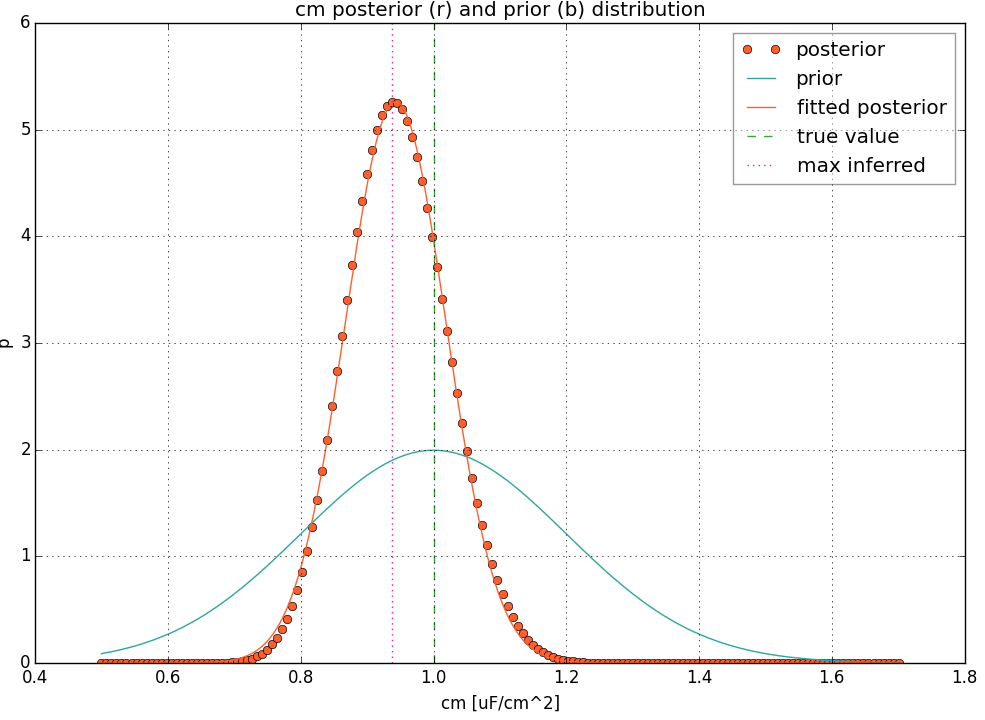 cm posterior (r) and prior (b) distribution
6
5
4
3
2
1
0
p
posterior
prior
fitted posterior
true value
max inferred
0.4 0.6 0.8 1.0 1.2 1.4 1.6 1.8
cm [uF/cm^2]